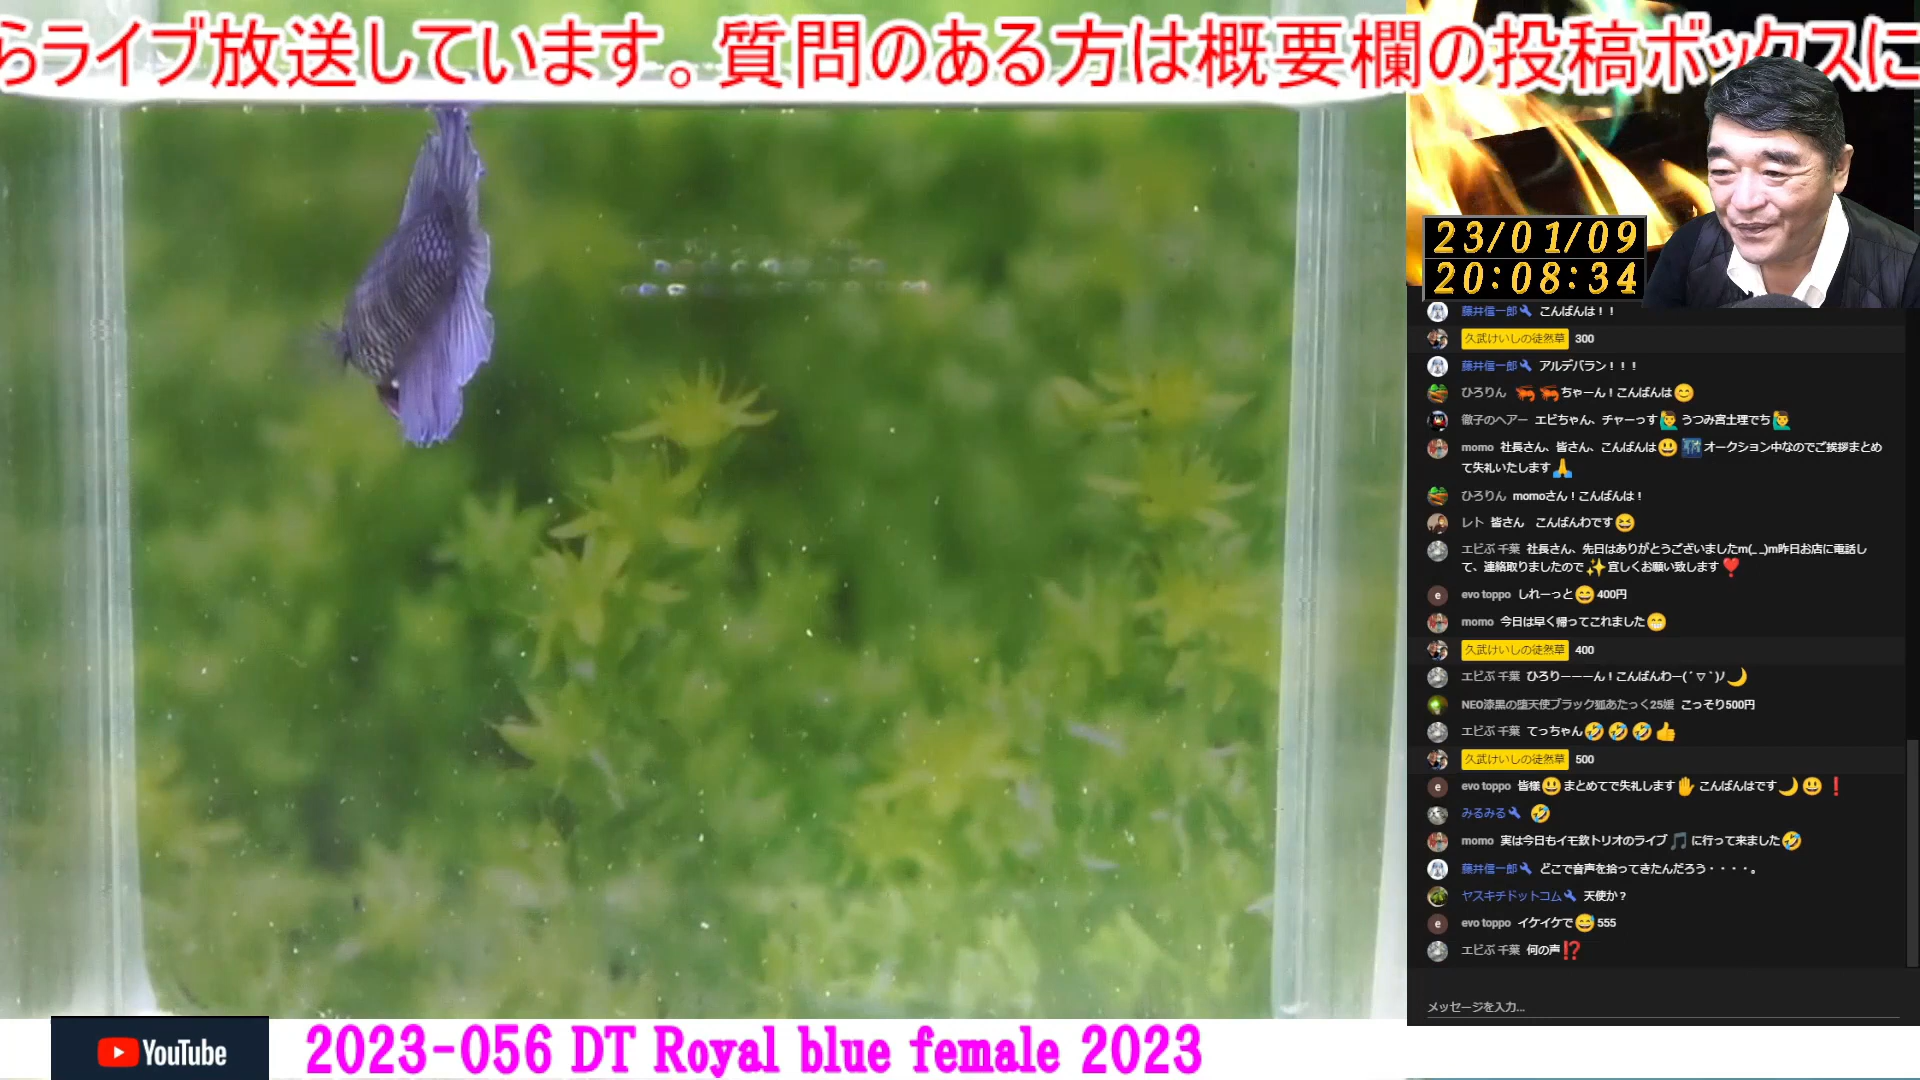 らライブ放送しています。質問のある方は概要欄の投稿ボックスに
23/01/09
20:08:34
藤井信一郎 こんばんは！！
久武けいしの徒然草 300
藤井信一郎 アルデバラン！！！
ひろりん 🦐🦐ちゃーん！こんばんは😊
徹子のヘアー エビちゃん、チャーっす🙋‍♂️うつみ宮土理でち🙋‍♂️
momo 社長さん、皆さん、こんばんは😃🌃オークション中なのでご挨拶まとめ
て失礼いたします🙏
ひろりん momoさん！こんばんは！
レト 皆さん　こんばんわです😆
エビぶ 千葉 社長さん、先日はありがとうございましたm(_ _)m昨日お店に電話し
て、連絡取りましたので✨宜しくお願い致します❣️
e evo toppo しれーっと😄400円
momo 今日は早く帰ってこれました😁
久武けいしの徒然草 400
エビぶ 千葉 ひろりーーーん！こんばんわー(´▽`)ﾉ🌙
NEO漆黒の堕天使ブラック狐あたっく25媛 こっそり500円
エビぶ 千葉 てっちゃん🤣🤣🤣👍
久武けいしの徒然草 500
e evo toppo 皆様😃まとめてで失礼します✋こんばんはです🌙😃❗
みるみる 🤣
momo 実は今日もイモ欽トリオのライブ🎵に行って来ました🤣
藤井信一郎 どこで音声を拾ってきたんだろう・・・・。
ヤスキチドットコム 天使か？
e evo toppo イケイケで😅555
エビぶ 千葉 何の声⁉️
メッセージを入力...
YouTube 2023-056 DT Royal blue female 2023